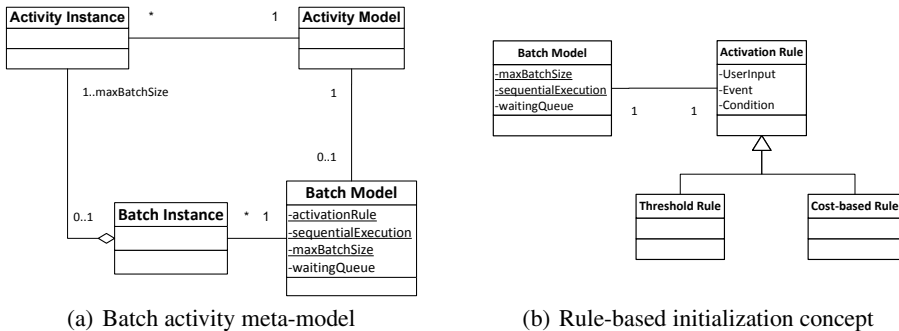 Activity Instance
*
1
Activity Model
1..maxBatchSize
1
0..1
0..1
Batch Instance
*
1
Batch Model
-activationRule
-sequentialExecution
-maxBatchSize
-waitingQueue
(a) Batch activity meta-model
Batch Model
-maxBatchSize
-sequentialExecution
-waitingQueue
1
1
Activation Rule
-UserInput
-Event
-Condition
Threshold Rule
Cost-based Rule
(b) Rule-based initialization concept